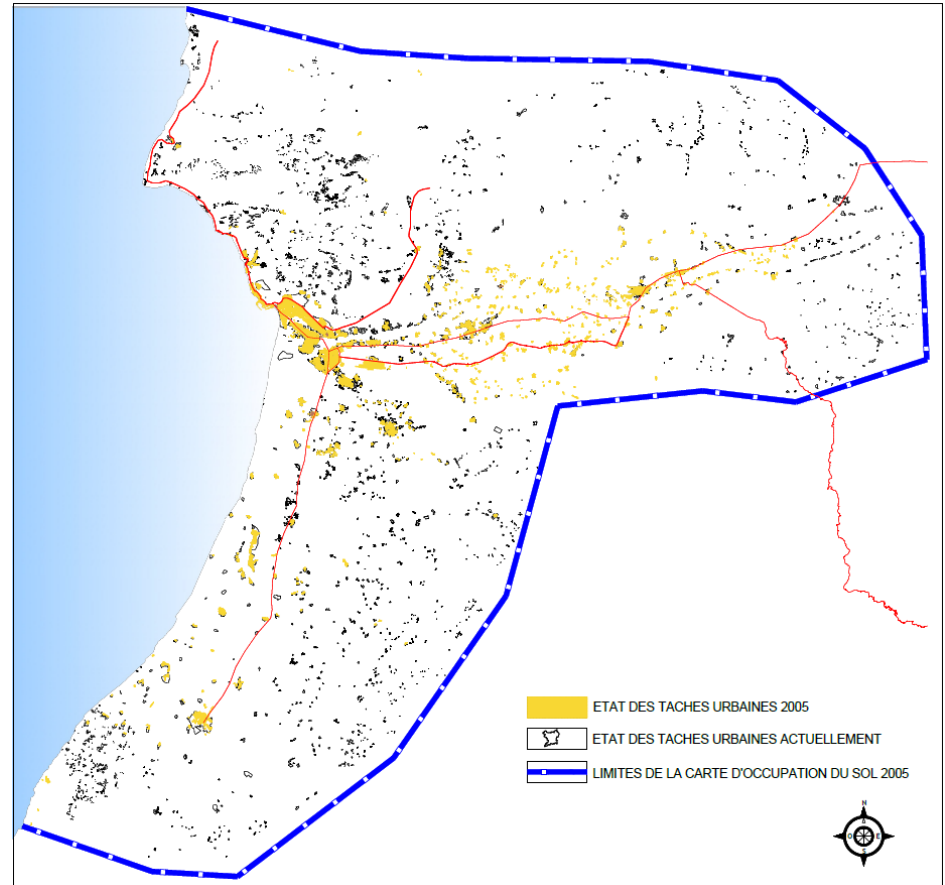 ETAT DES TACHES URBAINES 2005
ETAT DES TACHES URBAINES ACTUELLEMENT
LIMITES DE LA CARTE D'OCCUPATION DU SOL 2005
N
O
E
S